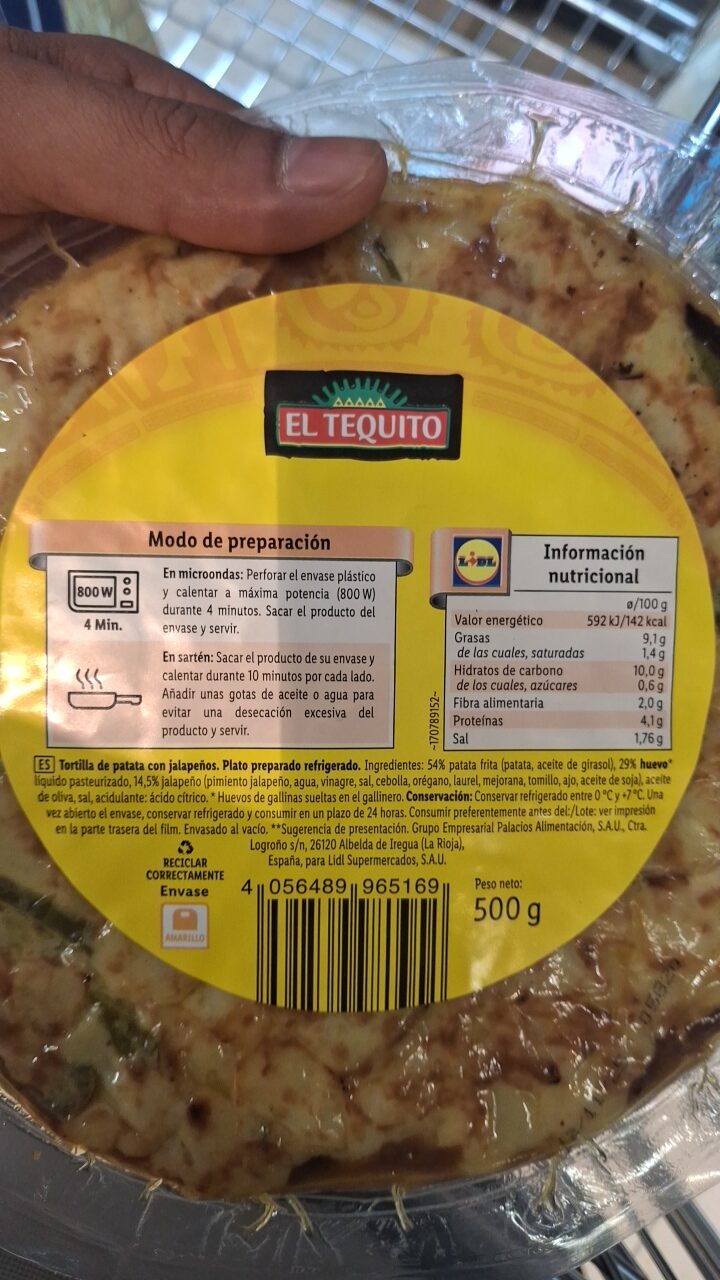 EL TEQUITO
Modo de preparación
800 W
4 Min.
En microondas: Perforar el envase plástico
y calentar a máxima potencia (800 W)
durante 4 minutos. Sacar el producto del
envase y servir.
En sartén: Sacar el producto de su envase y
calentar durante 10 minutos por cada lado.
Añadir unas gotas de aceite o agua para
evitar una desecación excesiva del
producto y servir.
LIDL
Información
nutricional
ø/100 g
Valor energético 592 kJ/142 kcal
Grasas 9,1 g
de las cuales, saturadas 1,4 g
Hidratos de carbono 10,0 g
de los cuales, azúcares 0,6 g
Fibra alimentaria 2,0 g
Proteínas 4,1 g
Sal 1,76 g
-170789152-
ES Tortilla de patata con jalapeños. Plato preparado refrigerado. Ingredientes: 54% patata frita (patata, aceite de girasol), 29% huevo*
líquido pasteurizado, 14,5% jalapeño (pimiento jalapeño, agua, vinagre, sal, cebolla, orégano, laurel, mejorana, tomillo, ajo, aceite de soja), aceite
de oliva, sal, acidulante: ácido cítrico. * Huevos de gallinas sueltas en el gallinero. Conservación: Conservar refrigerado entre 0 °C y +7 °C. Una
vez abierto el envase, conservar refrigerado y consumir en un plazo de 24 horas. Consumir preferentemente antes del:/Lote: ver impresión
en la parte trasera del film. Envasado al vacío. **Sugerencia de presentación. Grupo Empresarial Palacios Alimentación, S.A.U., Ctra.
Logroño s/n, 26120 Albelda de Iregua (La Rioja),
España, para Lidl Supermercados, S.A.U.
RECICLAR
CORRECTAMENTE
Envase
AMARILLO
4 056489 965169
Peso neto:
500 g